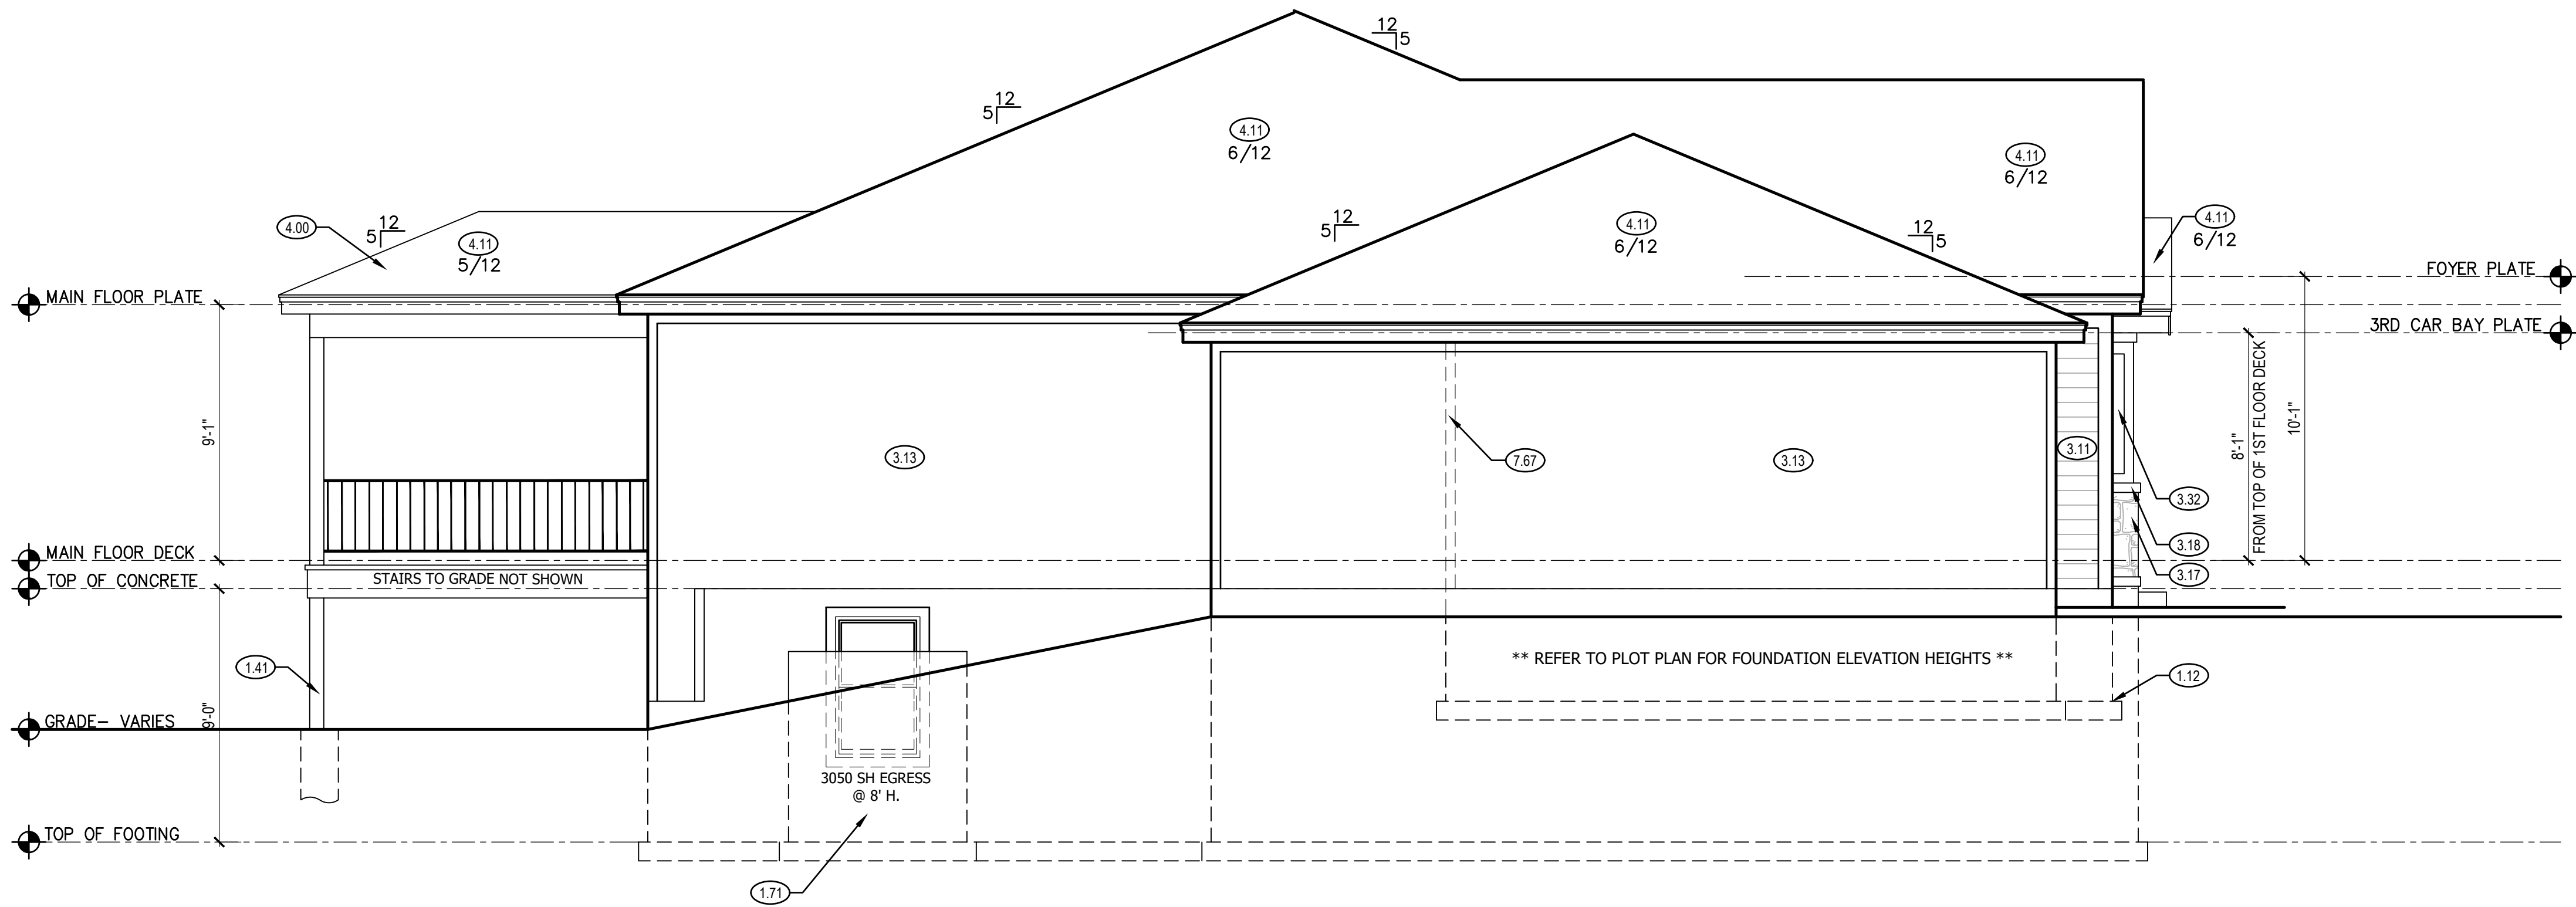 12
5
12
5
4.11
6/12
4.11
6/12
4.00
12
5
4.11
5/12
12
5
4.11
6/12
12
5
4.11
6/12
MAIN FLOOR PLATE
FOYER PLATE
3RD CAR BAY PLATE
9'-1"
3.13
7.67
3.13
3.11
8'-1"
FROM TOP OF 1ST FLOOR DECK
10'-1"
3.32
3.18
3.17
MAIN FLOOR DECK
TOP OF CONCRETE
STAIRS TO GRADE NOT SHOWN
1.41
** REFER TO PLOT PLAN FOR FOUNDATION ELEVATION HEIGHTS **
1.12
9'-0"
GRADE- VARIES
3050 SH EGRESS
@ 8' H.
TOP OF FOOTING
1.71